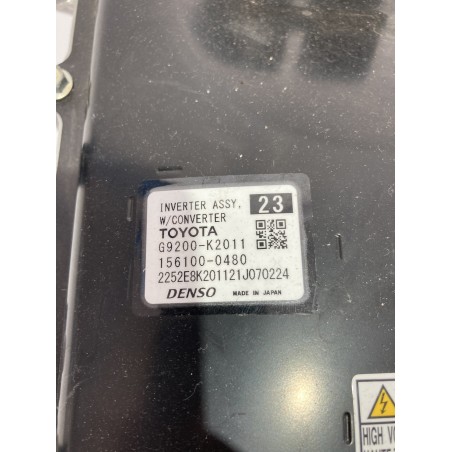 INVERTER ASSY, 23
W/CONVERTER
TOYOTA
G9200-K2011
156100-0480
2252E8K201121J070224
DENSO MADE IN JAPAN
HIGH VO